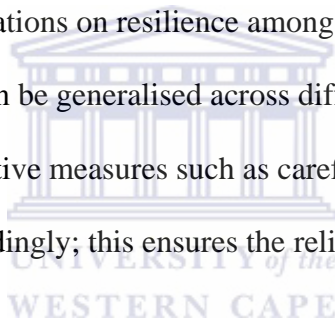 ations on resilience among
n be generalised across diff
tive measures such as caref
dingly; this ensures the reli
UNIVERSITY of the
WESTERN CAPE